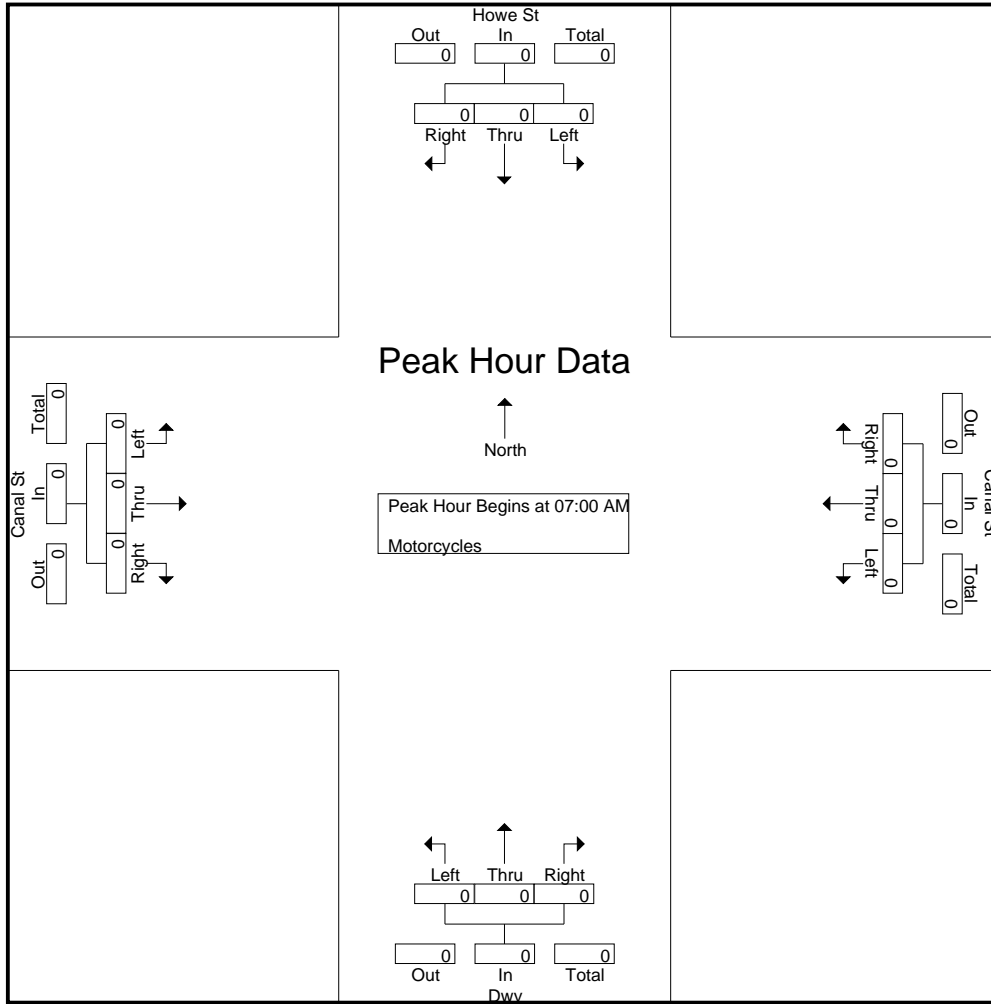 Howe St
Out In Total
0 0 0
0 0 0
Right Thru Left
Peak Hour Data
North
Peak Hour Begins at 07:00 AM
Motorcycles
Canal St
Out In Total
0 0 0
0 0 0
Right Thru Left
Canal St
Out In Total
0 0 0
0 0 0
Right Thru Left
Left Thru Right
0 0 0
0 0 0
Out In Total
Dwy